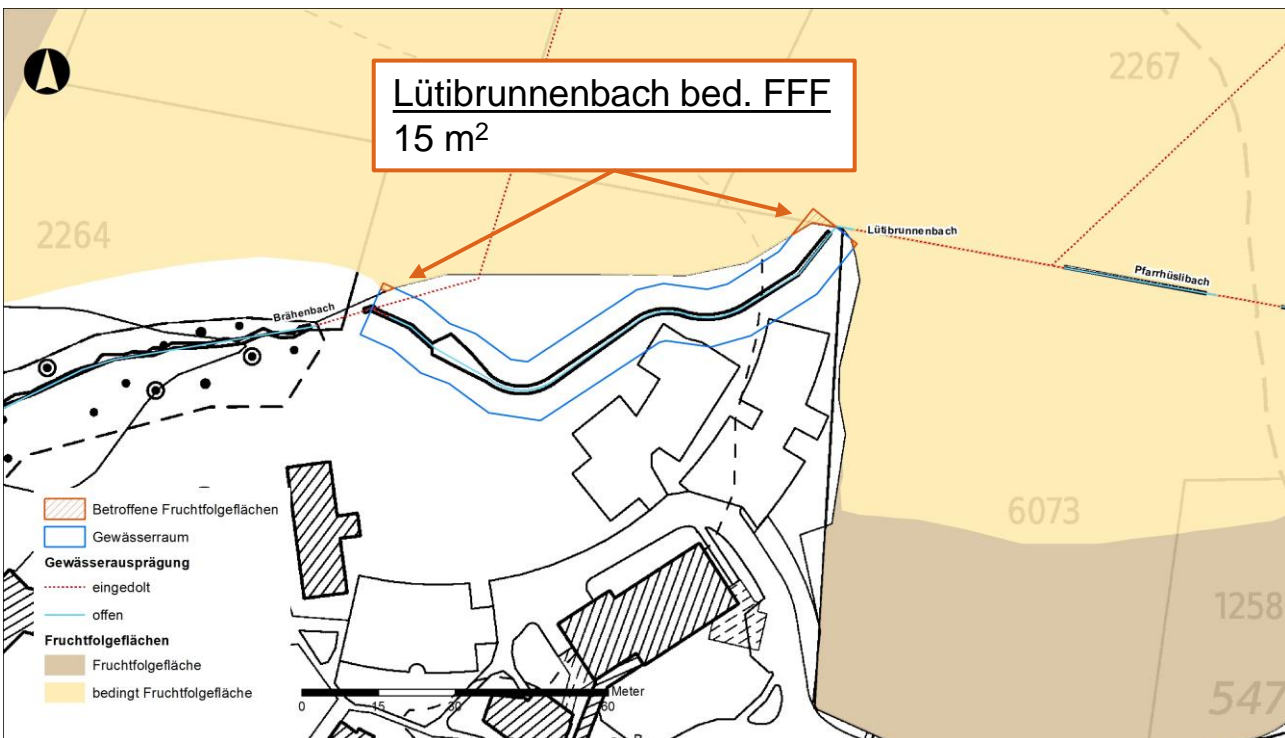 Lütibrunnenbach bed. FFF
15 m²
2267
2264
Lütibrunnenbach
Pfarrhüslibach
Brähenbach
6073
1258
547
Betroffene Fruchtfolgeflächen
Gewässerraum
Gewässerausprägung
eingedolt
offen
Fruchtfolgeflächen
Fruchtfolgefläche
bedingt Fruchtfolgefläche
Meter
0 15 30 60